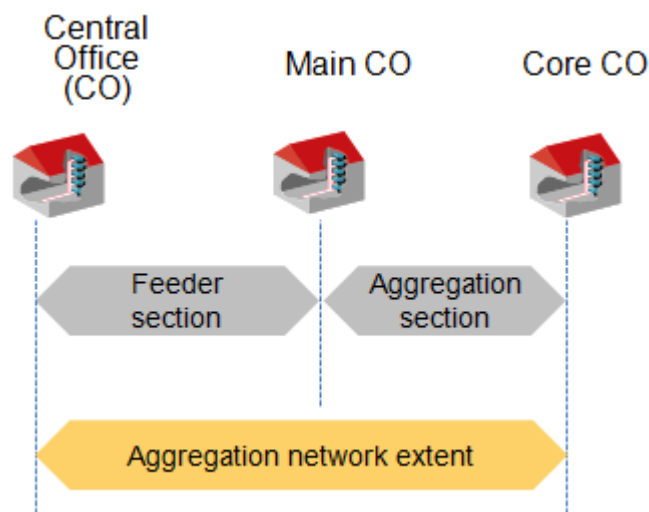 Central
Office
(CO)
Main CO
Core CO
Feeder
section
Aggregation
section
Aggregation network extent